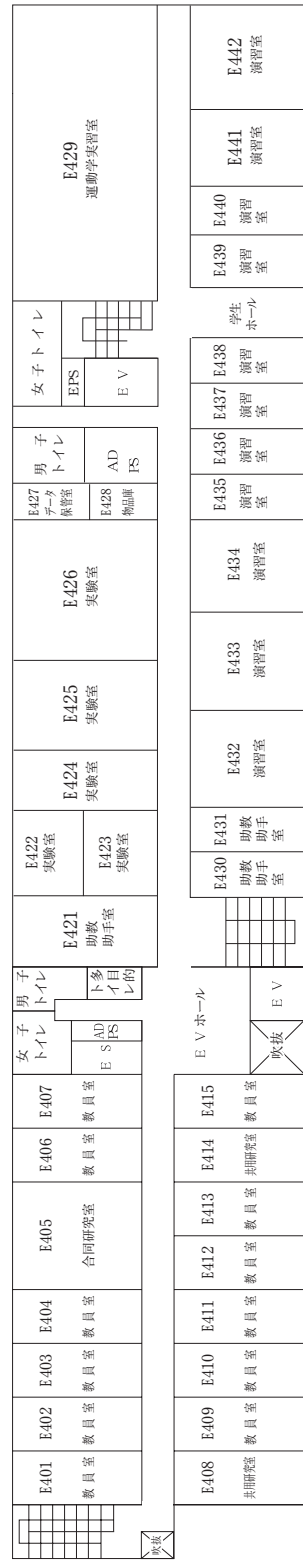 E429
運動学実習室
女子トイレ
EPS
E V
男子
トイレ
AD
PS
E427
データ
保管室
E428
物品庫
E426
実験室
E425
実験室
E424
実験室
E422
実験室
E423
実験室
E421
助教
助手室
男子
トイレ
多目的
トイレ
女子
トイレ
AD
PS
E S
E407
教員室
E406
教員室
E405
合同研究室
E404
教員室
E403
教員室
E402
教員室
E401
教員室
吹抜
E442
演習室
E441
演習室
E440
演習
室
E439
演習
室
学生
ホール
E438
演習
室
E437
演習
室
E436
演習
室
E435
演習
室
E434
演習室
E433
演習室
E432
演習室
E431
助教
助手
室
E430
助教
助手
室
E V ホール
E V
吹抜
E415
教員室
E414
共用研究室
E413
教員室
E412
教員室
E411
教員室
E410
教員室
E409
教員室
E408
共用研究室